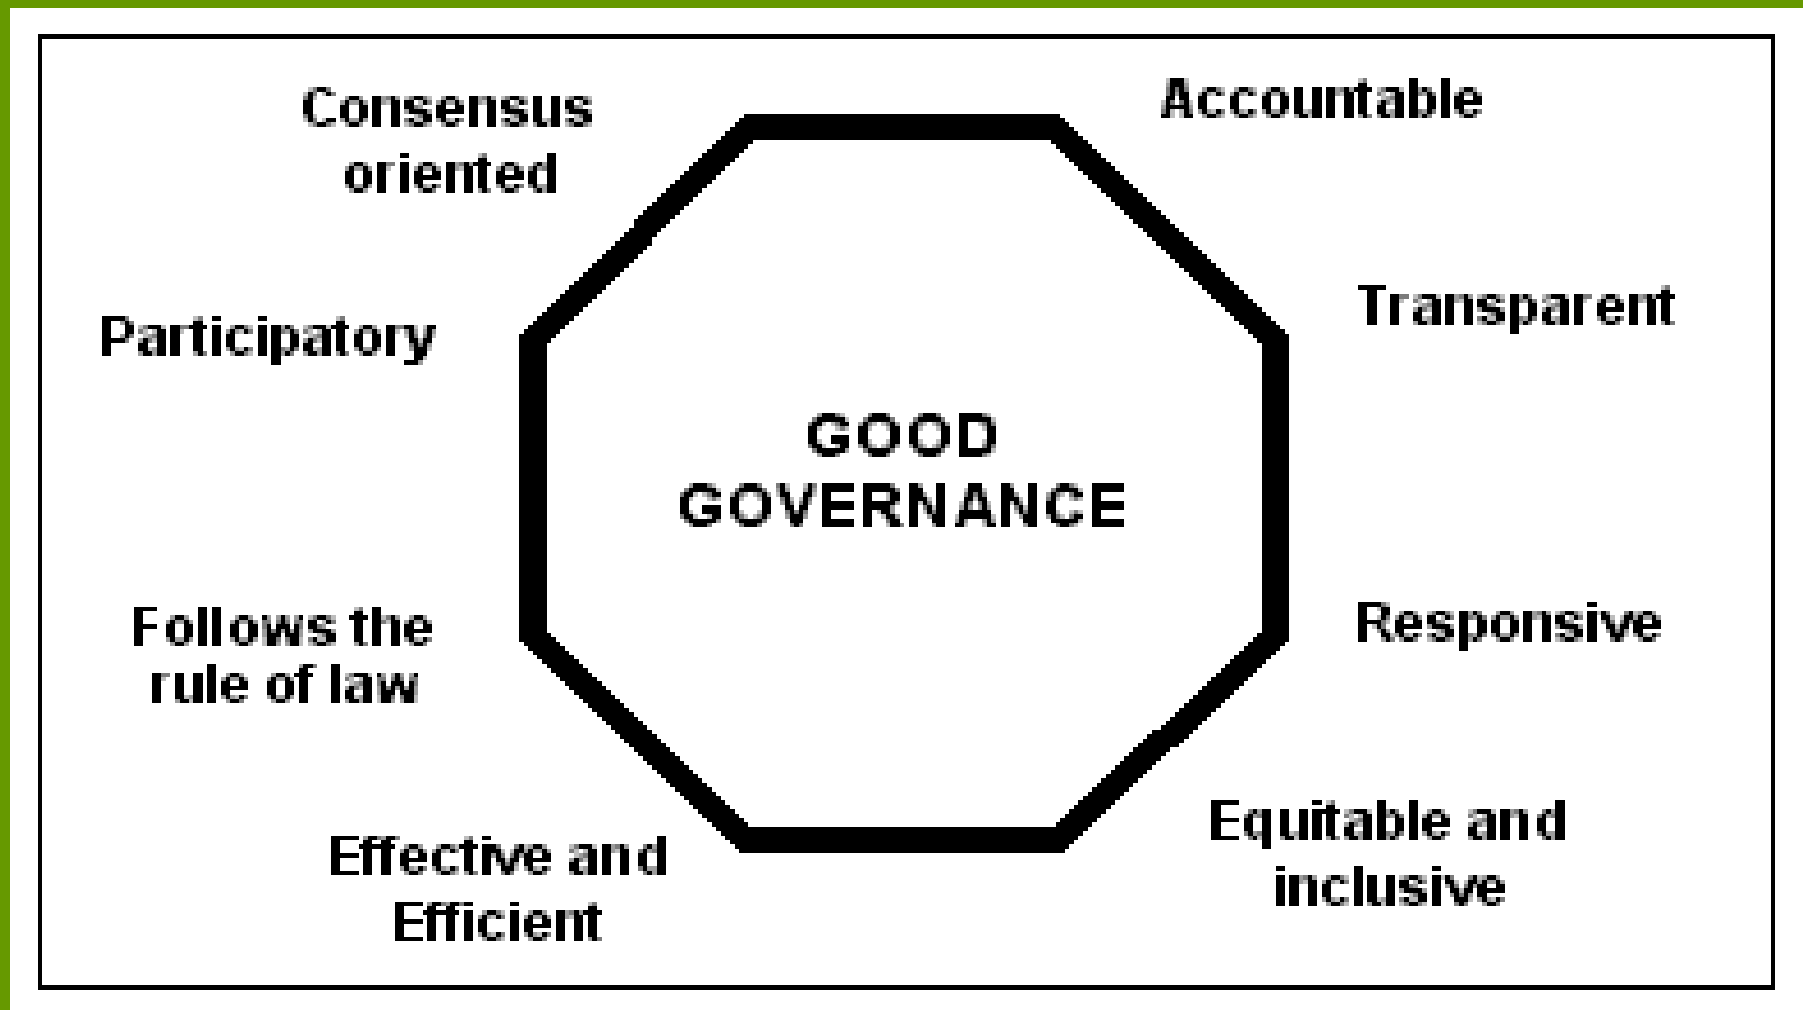 Consensus
oriented
Accountable
Participatory
Transparent
GOOD
GOVERNANCE
Follows the
rule of law
Responsive
Effective and
Efficient
Equitable and
inclusive